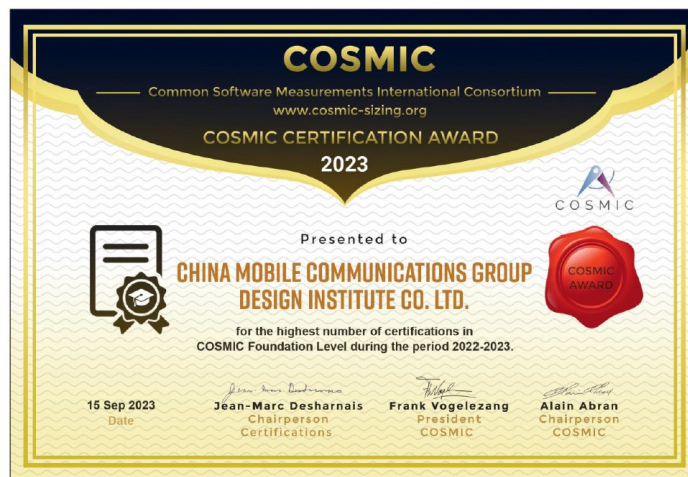 COSMIC
Common Software Measurements International Consortium
www.cosmic-sizing.org
COSMIC CERTIFICATION AWARD
2023
COSMIC
Presented to
CHINA MOBILE COMMUNICATIONS GROUP
DESIGN INSTITUTE CO. LTD.
COSMIC
AWARD
for the highest number of certifications in
COSMIC Foundation Level during the period 2022-2023.
15 Sep 2023
Date
Jean-Marc Desharnais
Chairperson
Certifications
Frank Vogelezang
President
COSMIC
Alain Abran
Chairperson
COSMIC